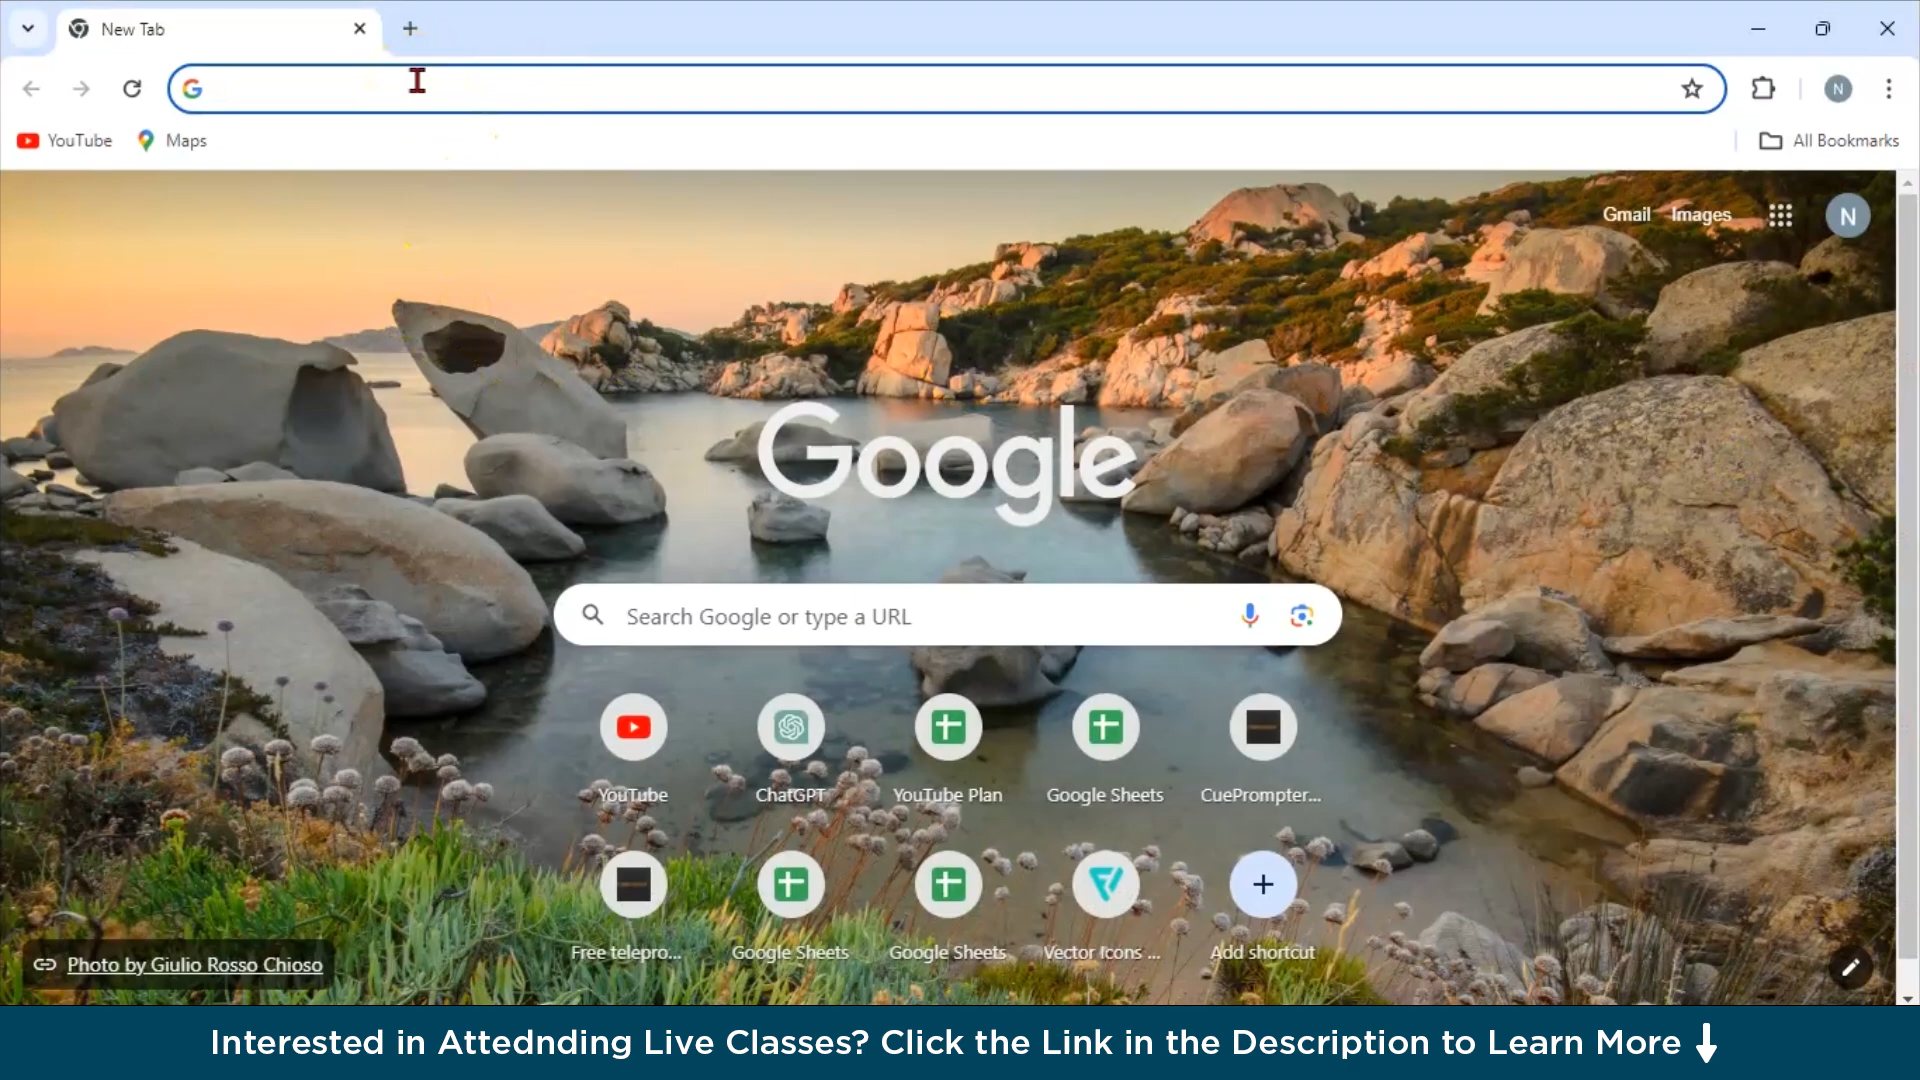 New Tab
YouTube Maps All Bookmarks
Gmail Images N
N
Google
Search Google or type a URL
YouTube ChatGPT YouTube Plan Google Sheets CuePrompter...
Free telepro... Google Sheets Google Sheets Vector Icons ... Add shortcut
Photo by Giulio Rosso Chioso
Interested in Attednding Live Classes? Click the Link in the Description to Learn More